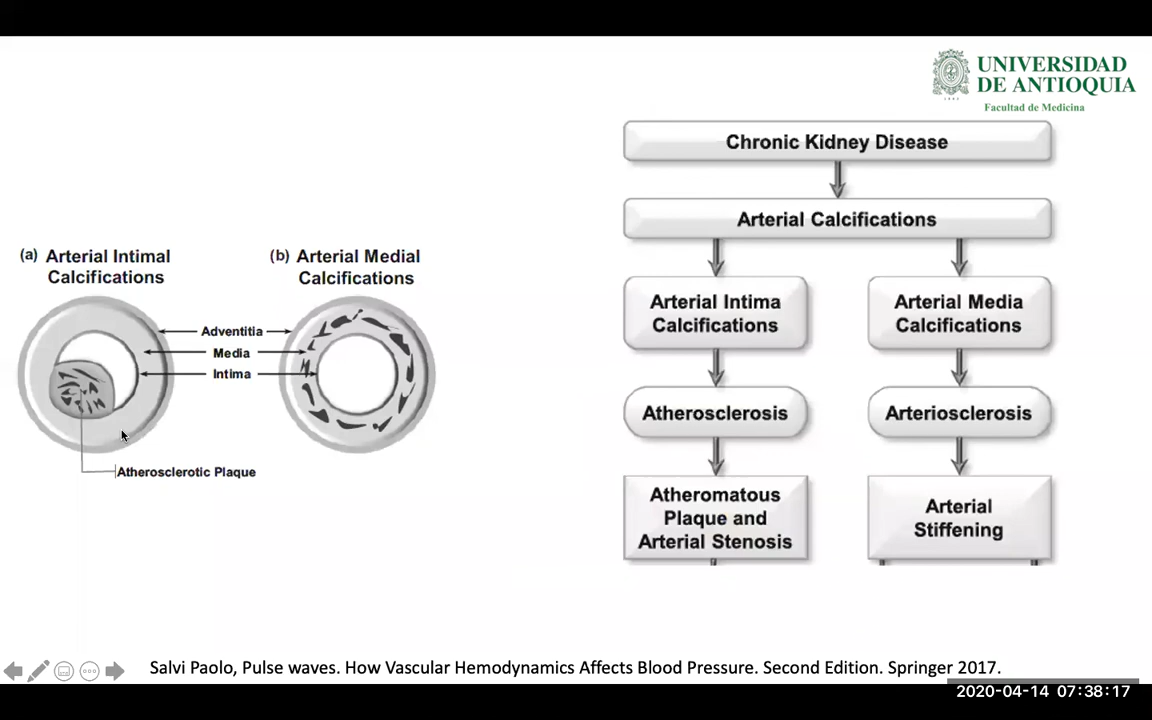 UNIVERSIDAD
DE ANTIOQUIA
Facultad de Medicina
(a) Arterial Intimal
Calcifications
(b) Arterial Medial
Calcifications
Adventitia
Media
Intima
Atherosclerotic Plaque
Chronic Kidney Disease
Arterial Calcifications
Arterial Intima
Calcifications
Arterial Media
Calcifications
Atherosclerosis
Arteriosclerosis
Atheromatous
Plaque and
Arterial Stenosis
Arterial
Stiffening
Salvi Paolo, Pulse waves. How Vascular Hemodynamics Affects Blood Pressure. Second Edition. Springer 2017.
2020-04-14 07:38:17